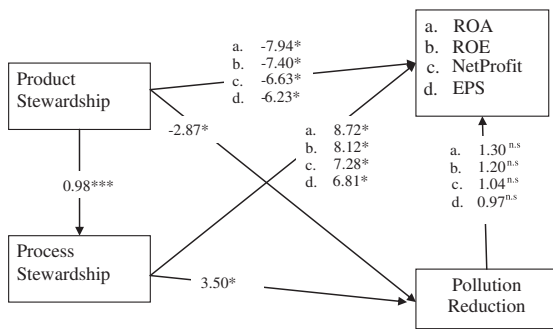 a. ROA
b. ROE
c. NetProfit
d. EPS
Product
Stewardship
a. -7.94*
b. -7.40*
c. -6.63*
d. -6.23*
-2.87*
a. 8.72*
b. 8.12*
c. 7.28*
d. 6.81*
a. 1.30 n.s
b. 1.20 n.s
c. 1.04 n.s
d. 0.97 n.s
0.98***
Process
Stewardship
3.50*
Pollution
Reduction